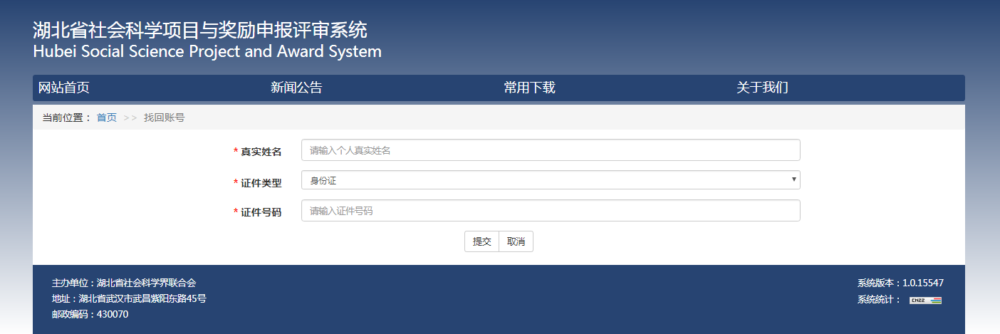 湖北省社会科学项目与奖励申报评审系统
Hubei Social Science Project and Award System
网站首页 新闻公告 常用下载 关于我们
当前位置： 首页 >> 找回账号
* 真实姓名 请输入个人真实姓名
* 证件类型 身份证
* 证件号码 请输入证件号码
提交 取消
主办单位：湖北省社会科学界联合会
地址：湖北省武汉市武昌紫阳东路45号
邮政编码：430070
系统版本：1.0.15547
系统统计： CNZZ